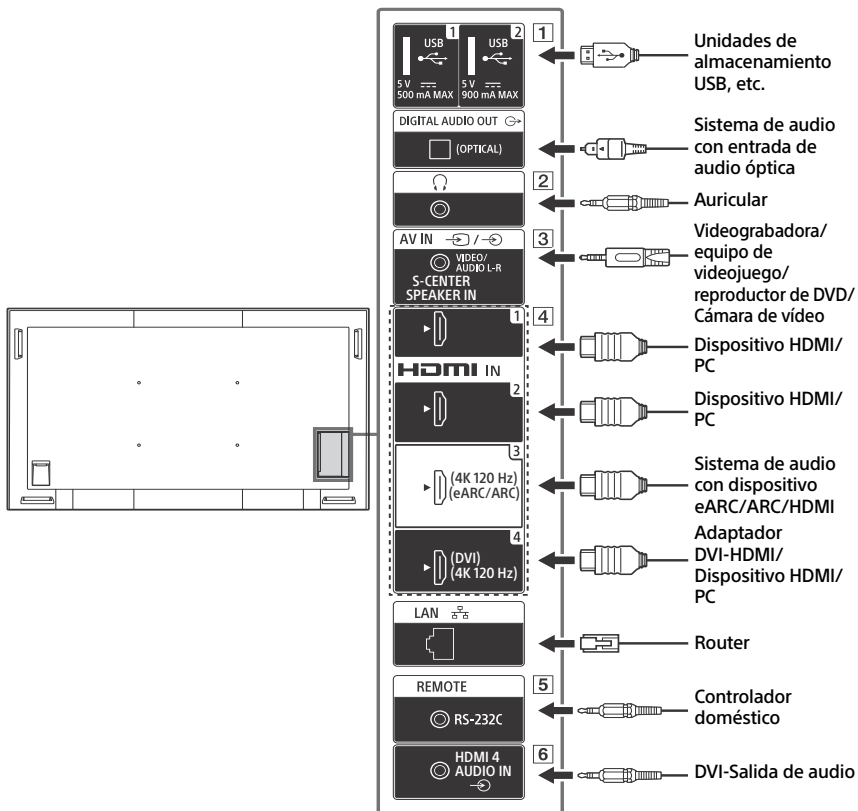 1
USB
5 V
500 mA MAX
2
USB
5 V
900 mA MAX
1
Unidades de
almacenamiento
USB, etc.
DIGITAL AUDIO OUT
(OPTICAL)
Sistema de audio
con entrada de
audio óptica
2
Auricular
AV IN /
VIDEO/
AUDIO L-R
S-CENTER
SPEAKER IN
3
Videograbadora/
equipo de
videojuego/
reproductor de DVD/
Cámara de vídeo
1
4
Dispositivo HDMI/
PC
HDMI IN
2
Dispositivo HDMI/
PC
3
(4K 120 Hz)
(eARC/ARC)
Sistema de audio
con dispositivo
eARC/ARC/HDMI
4
(DVI)
(4K 120 Hz)
Adaptador
DVI-HDMI/
Dispositivo HDMI/
PC
LAN
Router
REMOTE
RS-232C
5
Controlador
doméstico
HDMI 4
AUDIO IN
6
DVI-Salida de audio